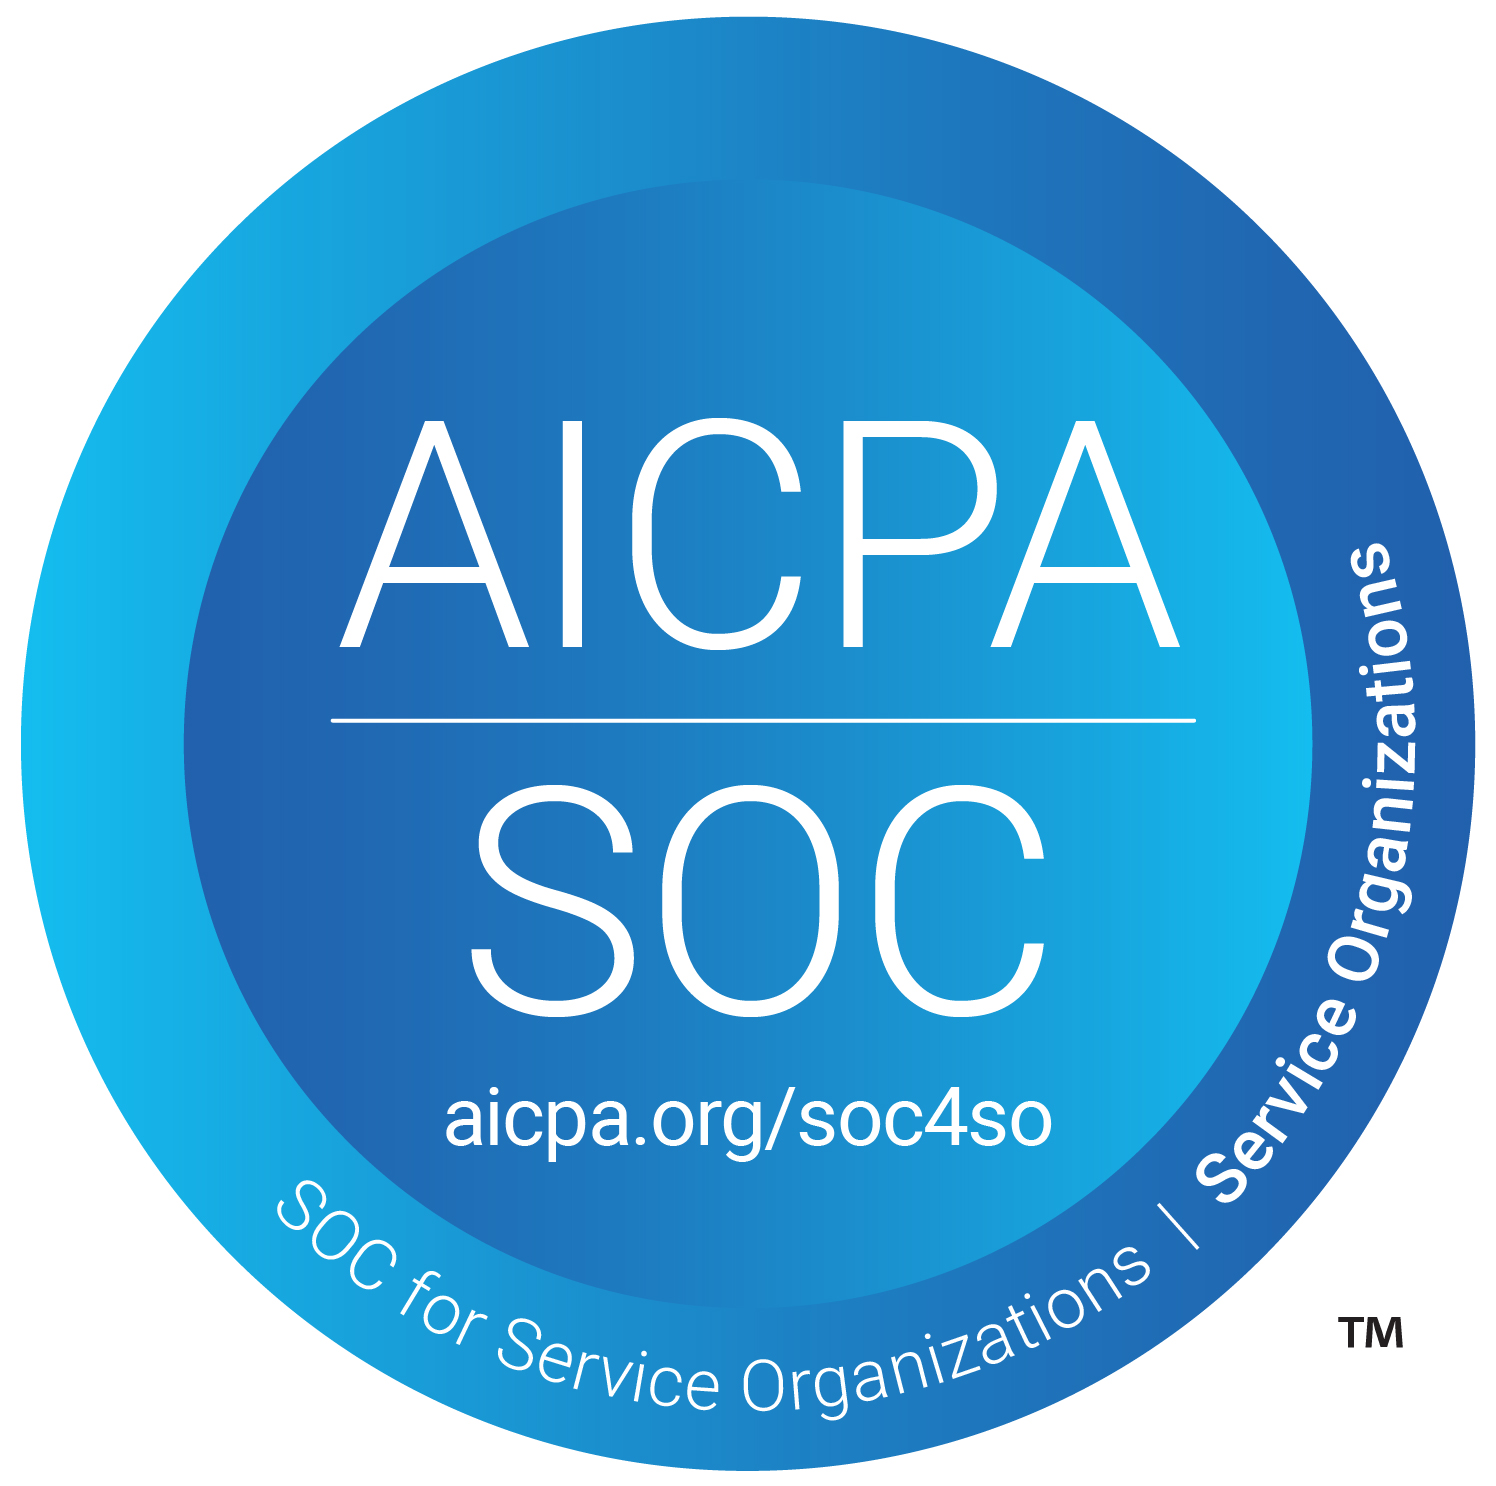 AICPA
SOC
aicpa.org/soc4so
SOC for Service Organizations | Service Organizations
TM